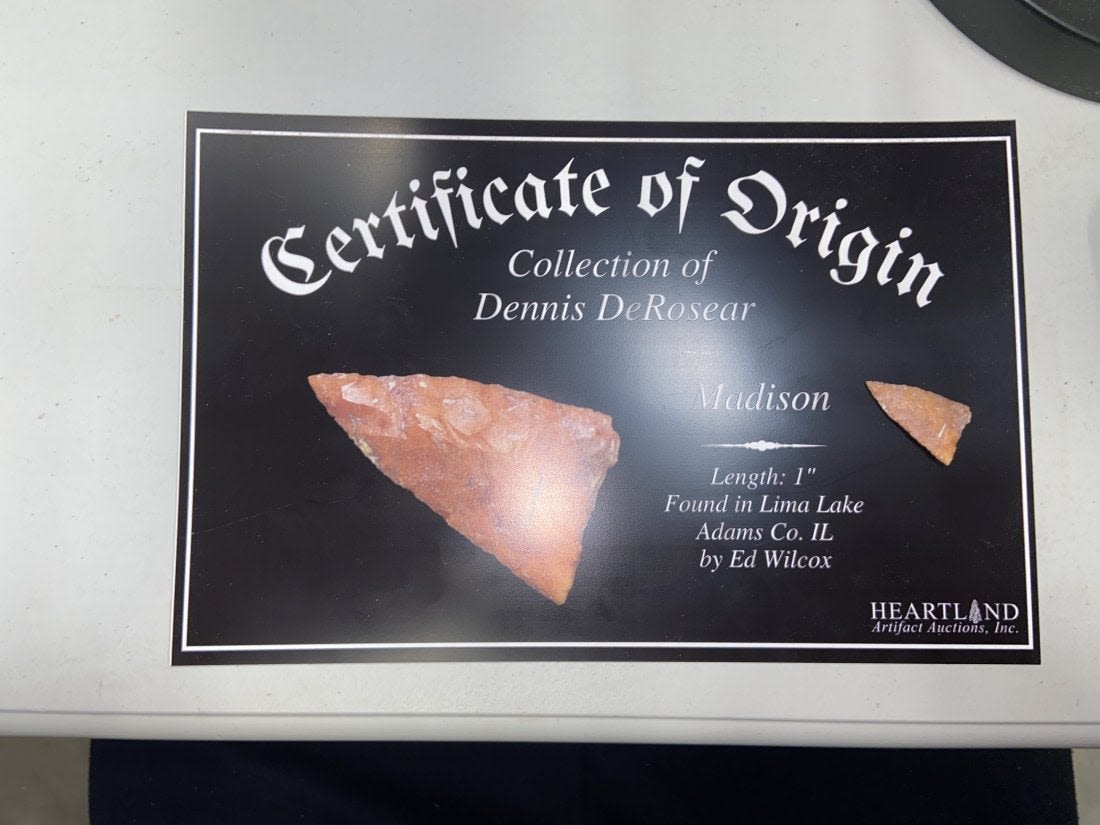 Certificate of Origin
Collection of
Dennis DeRosear
Madison
Length: 1"
Found in Lima Lake
Adams Co. IL
by Ed Wilcox
HEARTLAND
Artifact Auctions, Inc.